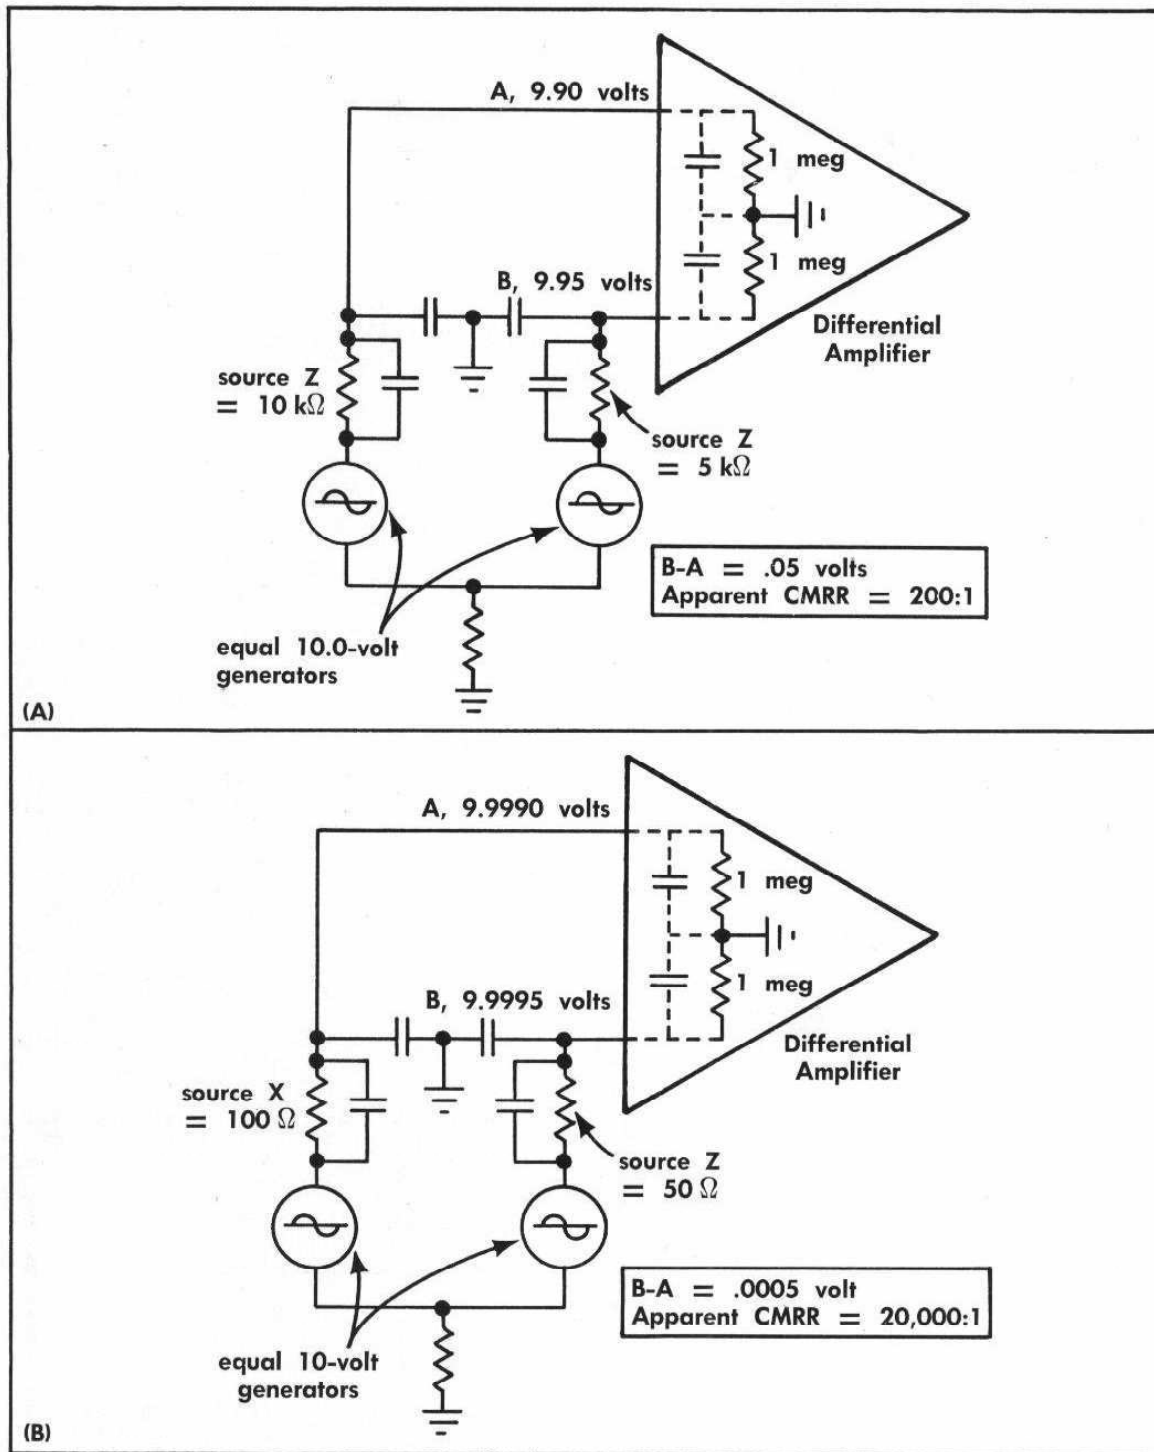 A, 9.90 volts
1 meg
1 meg
B, 9.95 volts
Differential
Amplifier
source Z
= 10 kΩ
source Z
= 5 kΩ
B-A = .05 volts
Apparent CMRR = 200:1
equal 10.0-volt
generators
(A)
A, 9.9990 volts
1 meg
1 meg
B, 9.9995 volts
Differential
Amplifier
source X
= 100 Ω
source Z
= 50 Ω
B-A = .0005 volt
Apparent CMRR = 20,000:1
equal 10-volt
generators
(B)